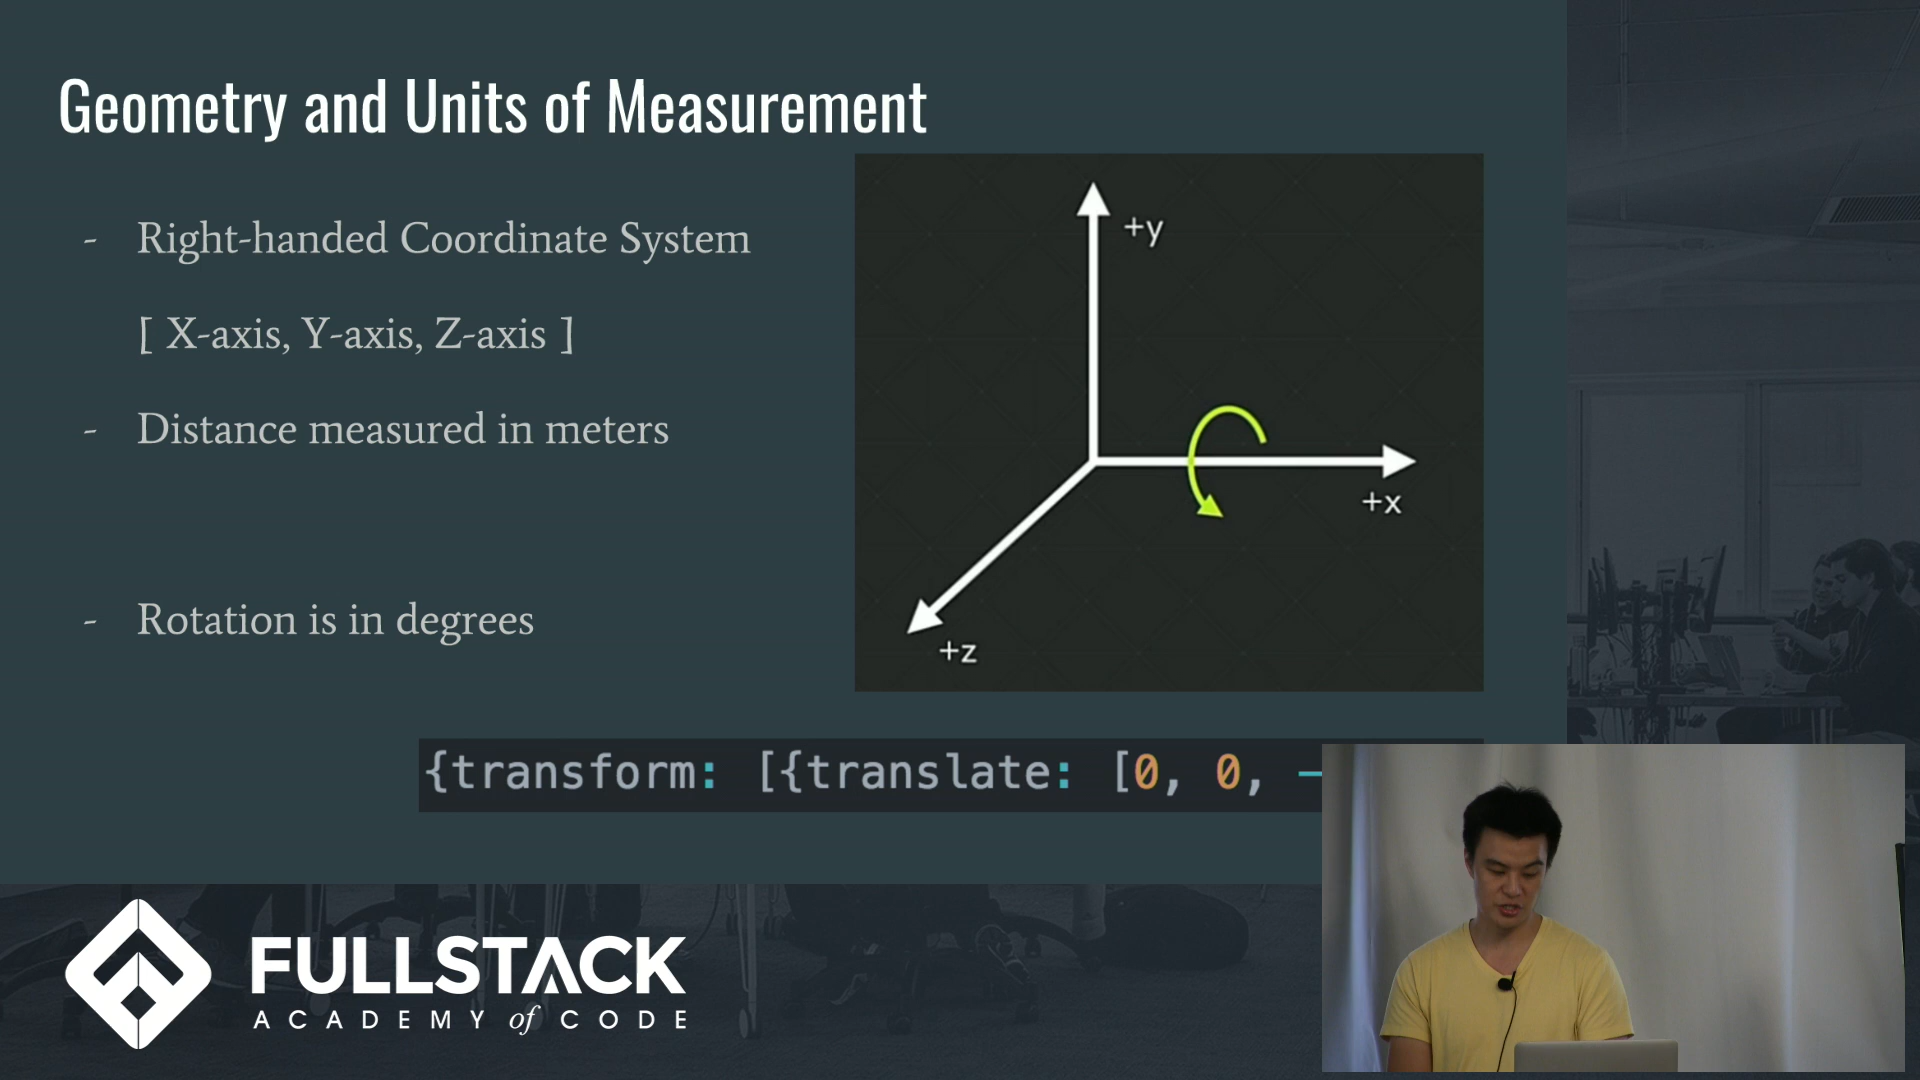 Geometry and Units of Measurement
- Right-handed Coordinate System
[ X-axis, Y-axis, Z-axis ]
- Distance measured in meters
- Rotation is in degrees
+y
+x
+z
{transform: [{translate: [0, 0, -
FULLSTACK
ACADEMY of CODE